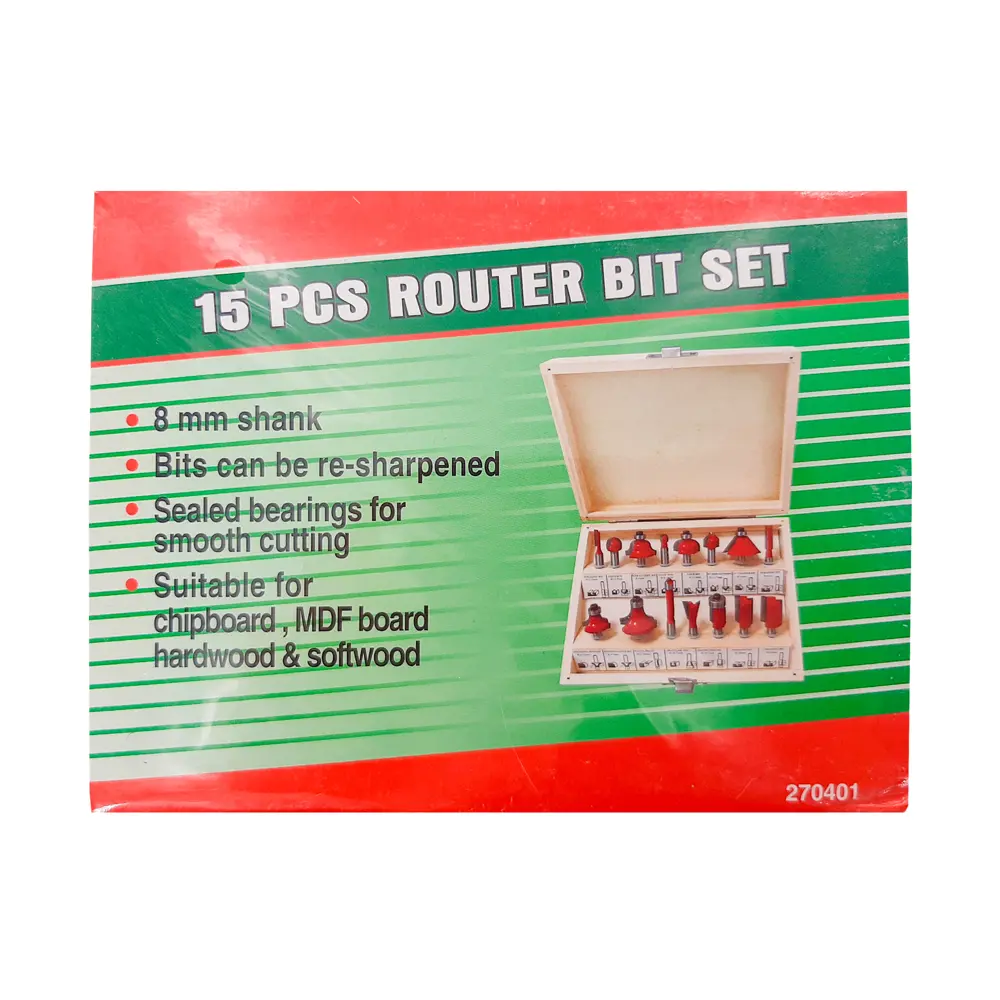 15 PCS ROUTER BIT SET
8 mm shank
Bits can be re-sharpened
Sealed bearings for
smooth cutting
Suitable for
chipboard , MDF board
hardwood & softwood
270401